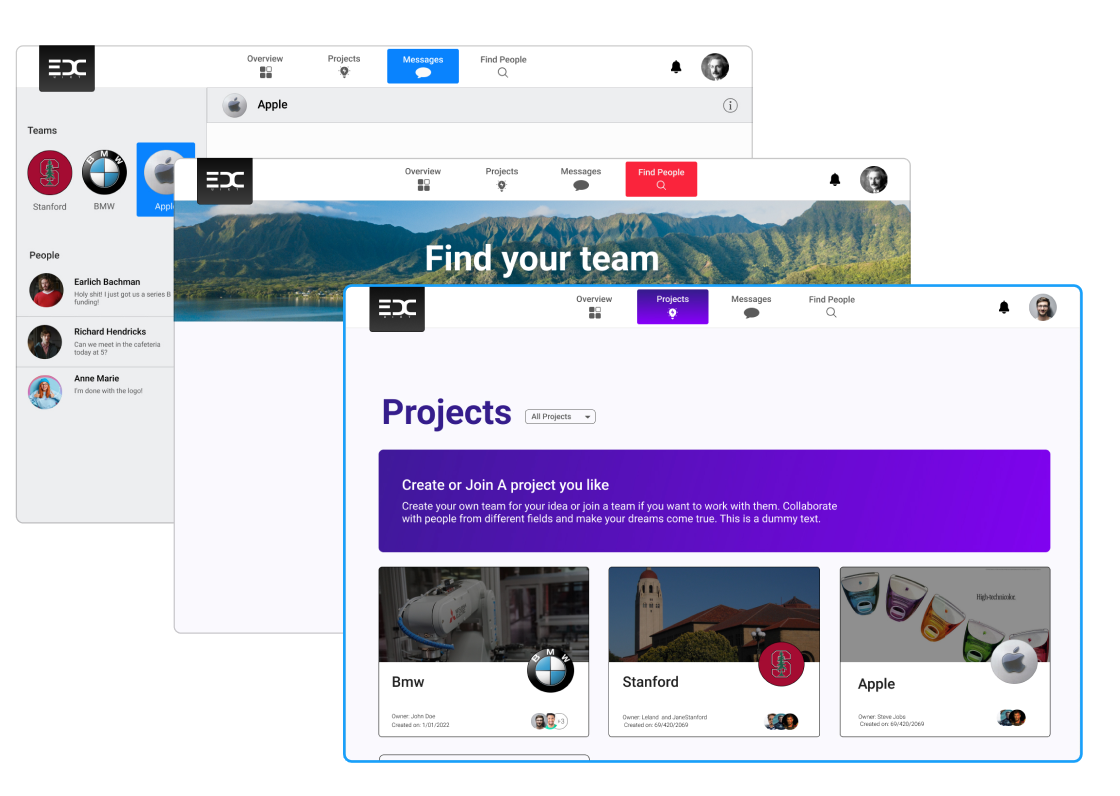 Overview
Projects
Messages
Find People
Apple
Teams
Stanford
BMW
Appl
People
Earlich Bachman
Holy shit! I just got us a series B
funding!
Richard Hendricks
Can we meet in the cafeteria
today at 5?
Anne Marie
I'm done with the logo!
Overview
Projects
Messages
Find People
Find your team
Overview
Projects
Messages
Find People
Projects
All Projects
Create or Join A project you like
Create your own team for your idea or join a team if you want to work with them. Collaborate
with people from different fields and make your dreams come true. This is a dummy text.
BMW
Bmw
Owner: John Doe
Created on: 1/01/2022
+3
Stanford
Owner: Leland and JaneStanford
Created on: 69/420/2069
High-technicolor.
Apple
Owner: Steve Jobs
Created on: 69/420/2069